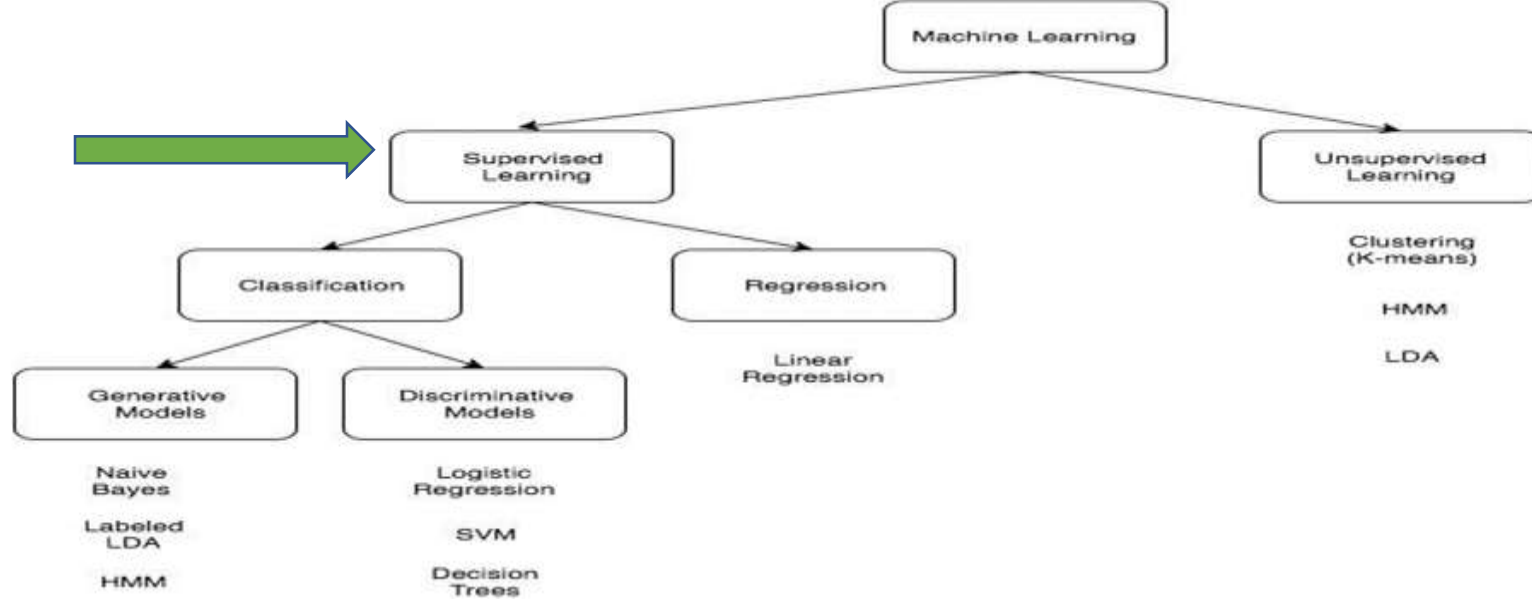 Machine Learning
Supervised
Learning
Unsupervised
Learning
Classification
Regression
Clustering
(K-means)
HMM
LDA
Linear
Regression
Generative
Models
Discriminative
Models
Naive
Bayes
Labeled
LDA
HMM
Logistic
Regression
SVM
Decision
Trees